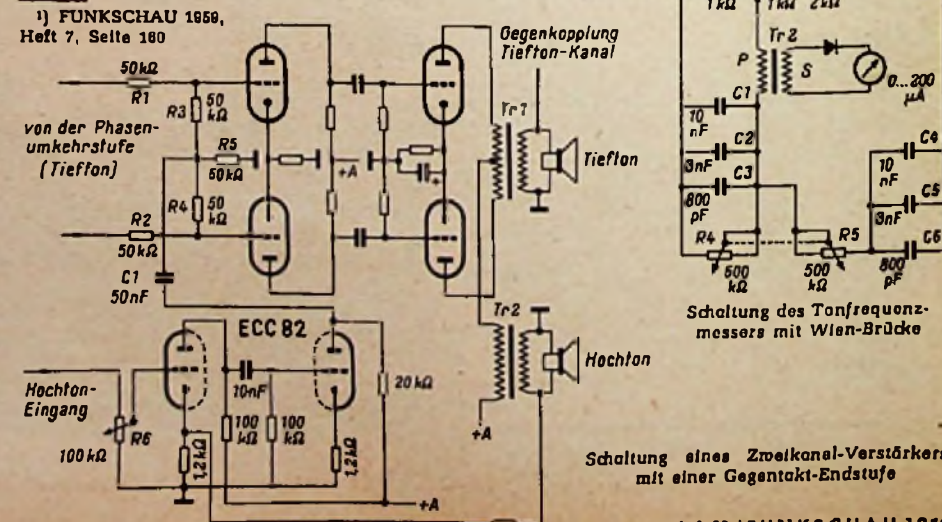 ¹) FUNKSCHAU 1959,
Heft 7, Seite 180
50kΩ
R1
R3
50
kΩ
von der Phasen-
umkehrstufe
(Tiefton)
R5
50kΩ
R4
50
kΩ
R2
50kΩ
C1
50nF
+A
+
Gegenkopplung
Tiefton-Kanal
Tr1
Tiefton
ECC 82
10nF
Hochton-
Eingang
R6
100kΩ
1,2kΩ
100
kΩ
100
kΩ
1,2kΩ
20kΩ
+A
Tr2
Hochton
+A
1kΩ
1kΩ
2kΩ
Tr2
P
S
0...200
µA
C1
10
nF
C2
3nF
C3
800
pF
R4
500
kΩ
R5
500
kΩ
C4
10
nF
C5
3nF
C6
800
pF
Schaltung des Tonfrequenz-
messers mit Wien-Brücke
Schaltung eines Zweikanal-Verstärkers
mit einer Gegentakt-Endstufe